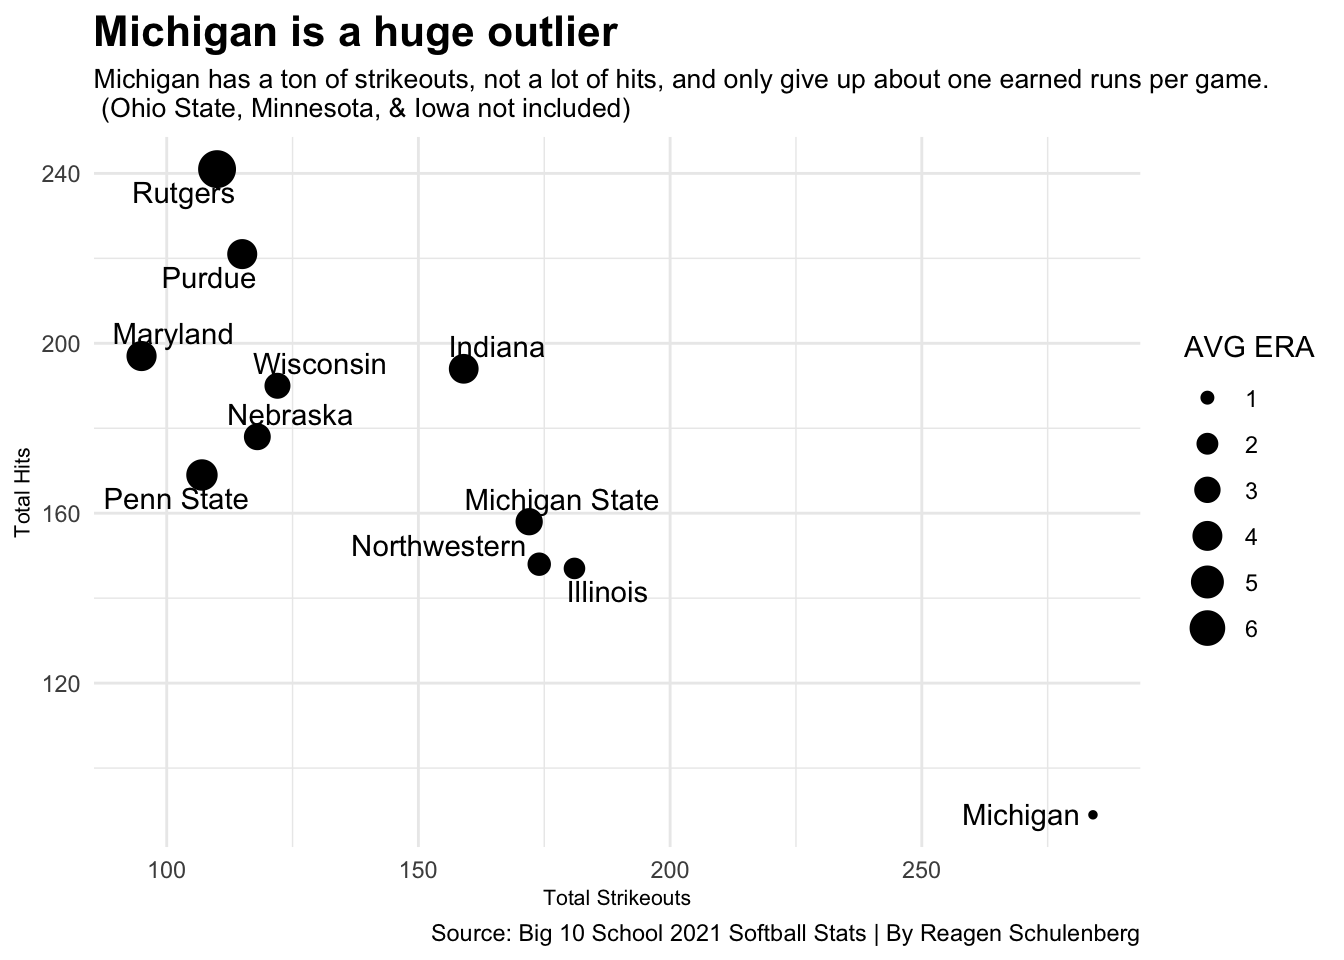 Michigan is a huge outlier
Michigan has a ton of strikeouts, not a lot of hits, and only give up about one earned runs per game.
(Ohio State, Minnesota, & Iowa not included)
240
200
160
120
Total Hits
Rutgers
Purdue
Maryland
Wisconsin
Indiana
Nebraska
Penn State
Michigan State
Northwestern
Illinois
Michigan
100
150
200
250
Total Strikeouts
AVG ERA
1
2
3
4
5
6
Source: Big 10 School 2021 Softball Stats | By Reagen Schulenberg